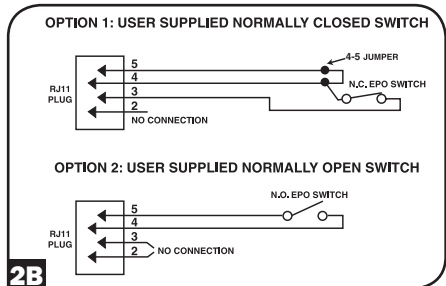 OPTION 1: USER SUPPLIED NORMALLY CLOSED SWITCH
4-5 JUMPER
5
4
N.C. EPO SWITCH
RJ11
PLUG
3
2
NO CONNECTION
OPTION 2: USER SUPPLIED NORMALLY OPEN SWITCH
N.O. EPO SWITCH
5
4
RJ11
PLUG
3
2
NO CONNECTION
2B